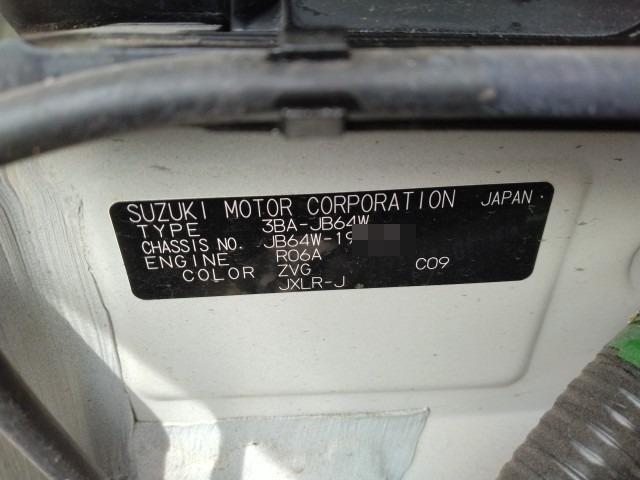 SUZUKI MOTOR CORPORATION JAPAN
TYPE 3BA-JB64W
CHASSIS NO. JB64W-19
ENGINE R06A
COLOR ZVG C09
JXLR-J